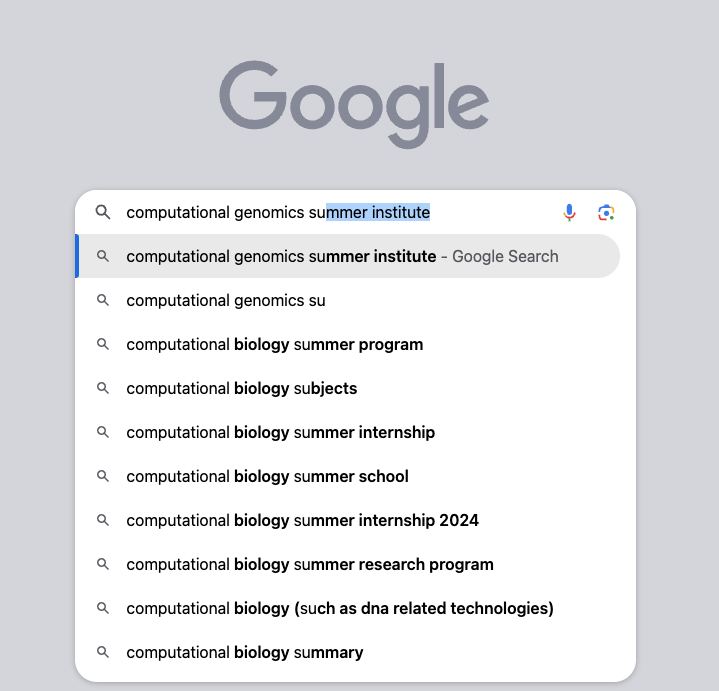 Google
computational genomics summer institute
computational genomics summer institute - Google Search
computational genomics su
computational biology summer program
computational biology subjects
computational biology summer internship
computational biology summer school
computational biology summer internship 2024
computational biology summer research program
computational biology (such as dna related technologies)
computational biology summary